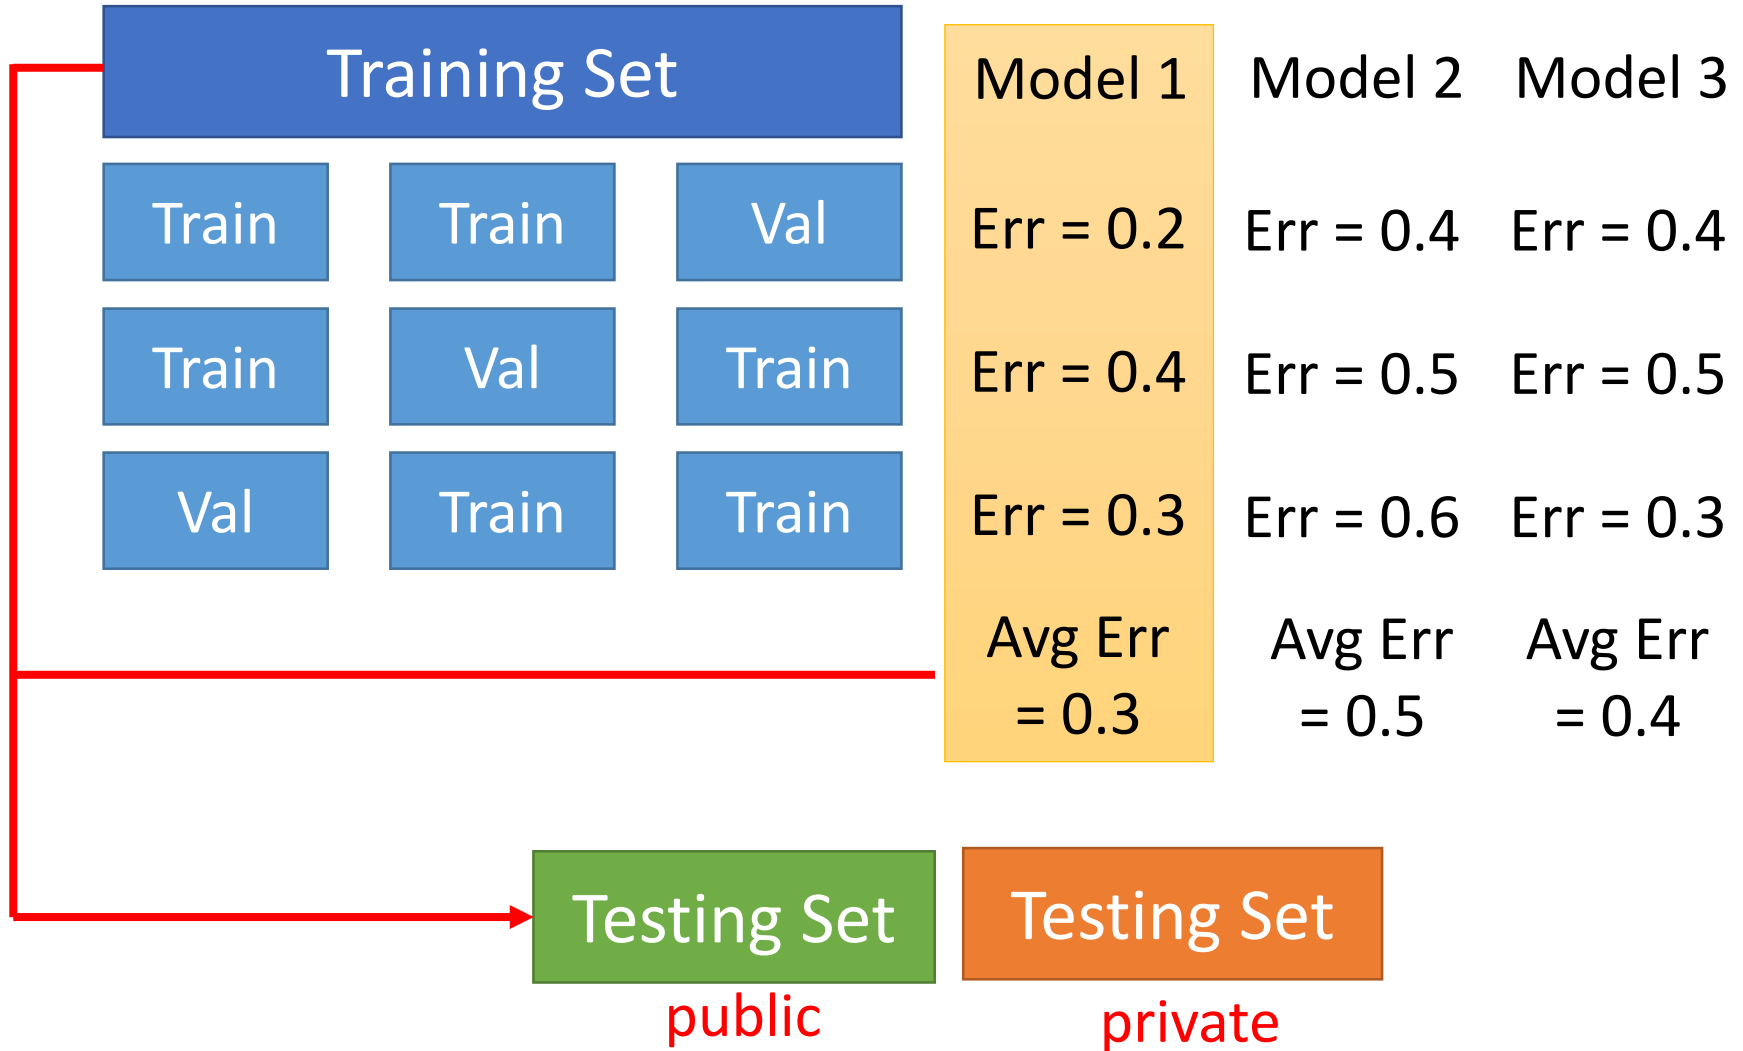 Training Set
Model 1 Model 2 Model 3
Train Train Val Err = 0.2 Err = 0.4 Err = 0.4
Train Val Train Err = 0.4 Err = 0.5 Err = 0.5
Val Train Train Err = 0.3 Err = 0.6 Err = 0.3
Avg Err Avg Err Avg Err
= 0.3 = 0.5 = 0.4
Testing Set Testing Set
public private